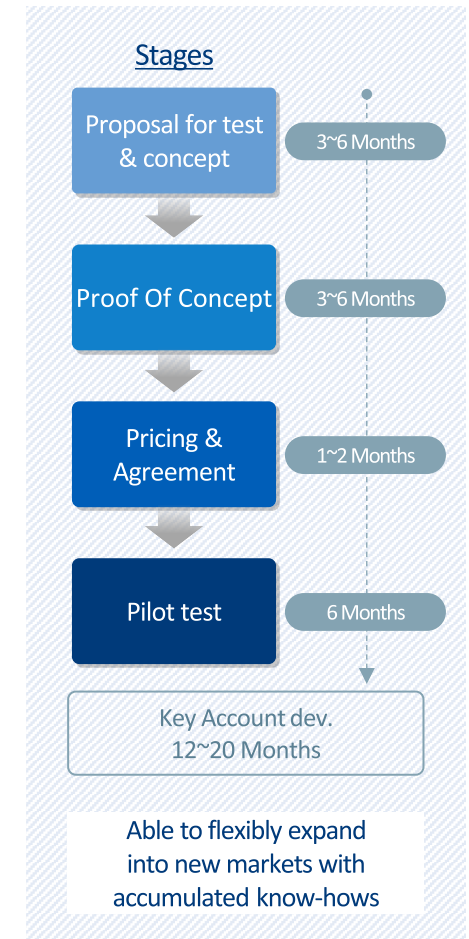 Stages
Proposal for test
& concept
3~6 Months
Proof Of Concept
3~6 Months
Pricing &
Agreement
1~2 Months
Pilot test
6 Months
Key Account dev.
12~20 Months
Able to flexibly expand
into new markets with
accumulated know-hows